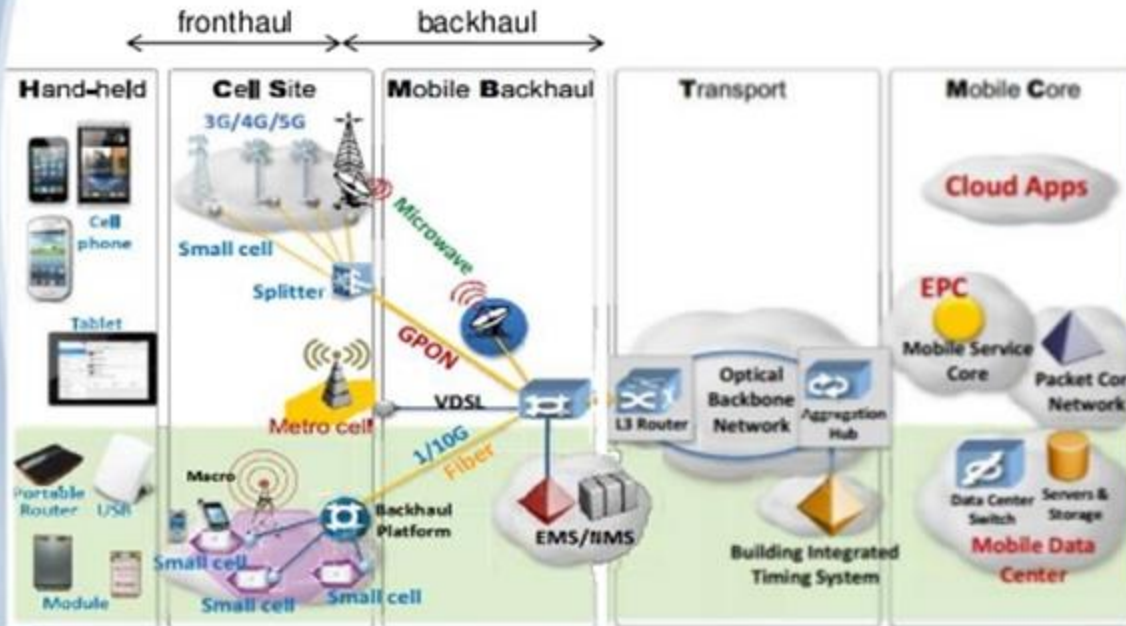 fronthaul
backhaul
Hand-held
Cell Site
Mobile Backhaul
Transport
Mobile Core
3G/4G/5G
Cell
phone
Small cell
Splitter
Microwave
GPON
Tablet
Metro cell
VDSL
1/10G
Fiber
Portable
Router
USB
Module
Macro
Backhaul
Platform
Small cell
Small cell
Small cell
EMS/NMS
L3 Router
Optical
Backbone
Network
Aggregation
Hub
Building Integrated
Timing System
Cloud Apps
EPC
Mobile Service
Core
Packet Cor
Network
Data Center
Switch
Servers &
Storage
Mobile Data
Center